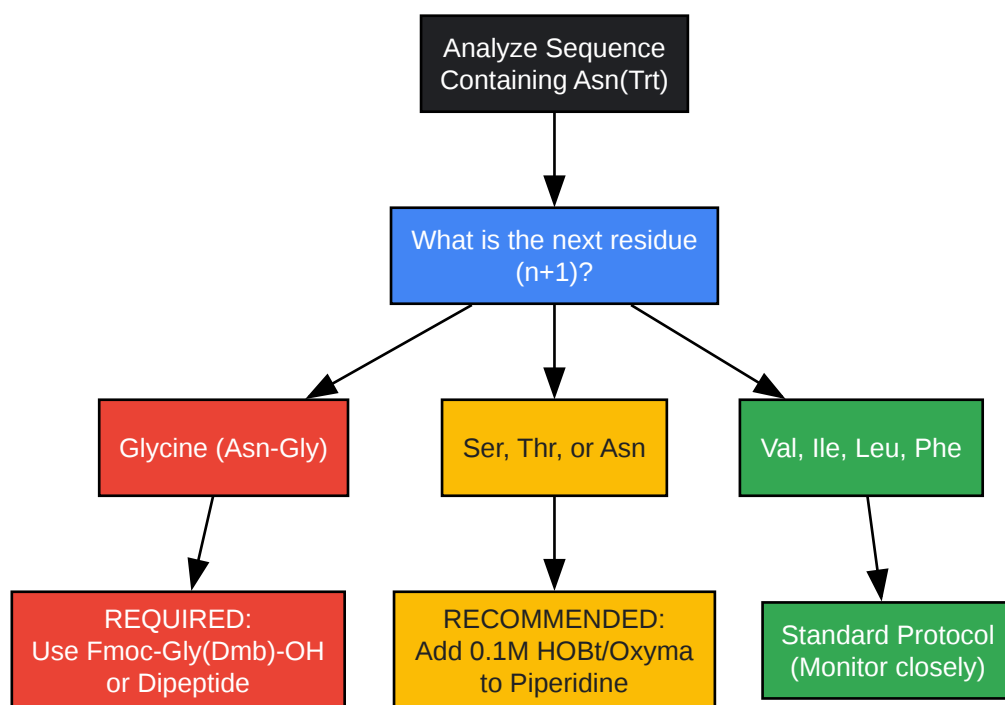 Analyze Sequence
Containing Asn(Trt)
What is the next residue
(n+1)?
Glycine (Asn-Gly)
Ser, Thr, or Asn
Val, Ile, Leu, Phe
REQUIRED:
Use Fmoc-Gly(Dmb)-OH
or Dipeptide
RECOMMENDED:
Add 0.1M HOBt/Oxyma
to Piperidine
Standard Protocol
(Monitor closely)